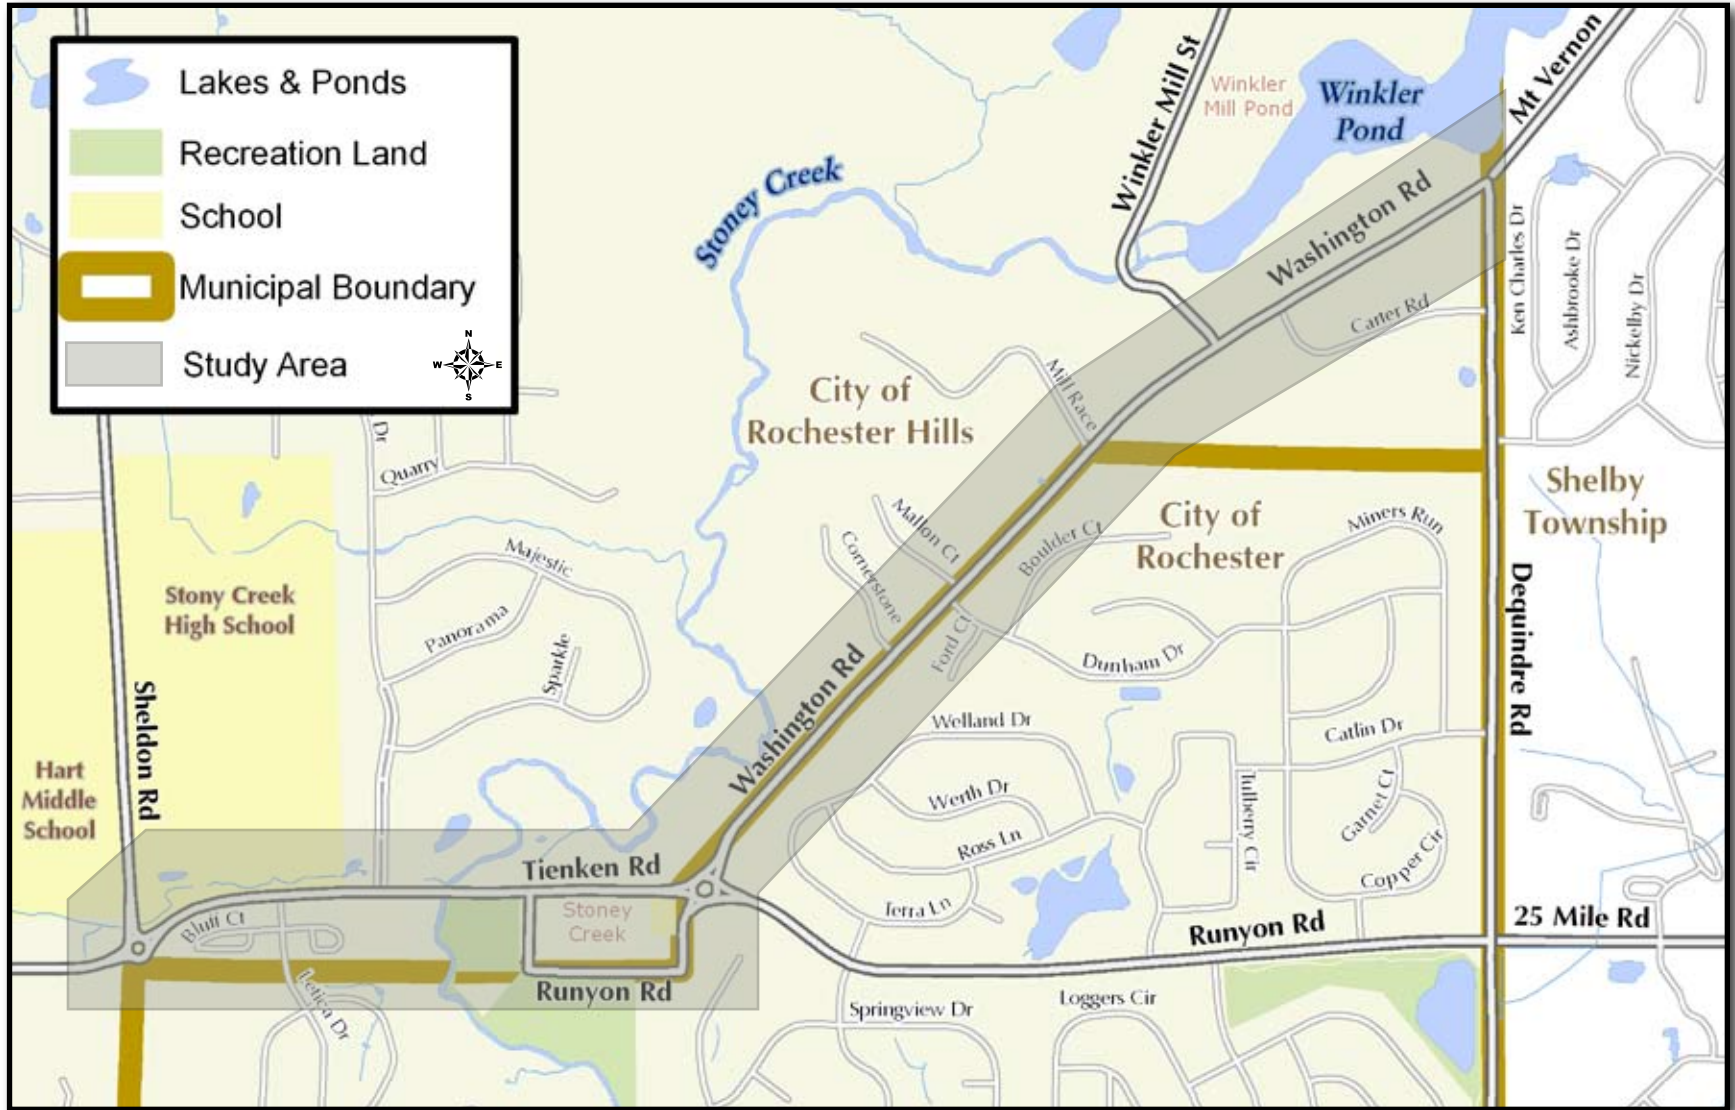 Lakes & Ponds
Recreation Land
School
Municipal Boundary
Study Area
N
W
E
S
Winkler Mill St
Winkler
Mill Pond
Winkler
Pond
Mt Vernon
Stoney Creek
Washington Rd
Ken Charles Dr
Ashbrooke Dr
Nickelby Dr
Carter Rd
Mill Race
City of
Rochester Hills
Dr
Quarry
Shelby
Township
City of
Rochester
Miners Run
Mallon Ct
Boulder Ct
Cornerstone
Majestic
Stony Creek
High School
Panorama
Sparkle
Ford Ct
Dunham Dr
Dequindre Rd
Washington Rd
Sheldon Rd
Welland Dr
Catlin Dr
Hart
Middle
School
Werth Dr
Tulberry Cir
Garnet Ct
Ross Ln
Copper Cir
Tienken Rd
Terra Ln
Stoney
Creek
Bluff Ct
Runyon Rd
25 Mile Rd
Letica Dr
Runyon Rd
Springview Dr
Loggers Cir